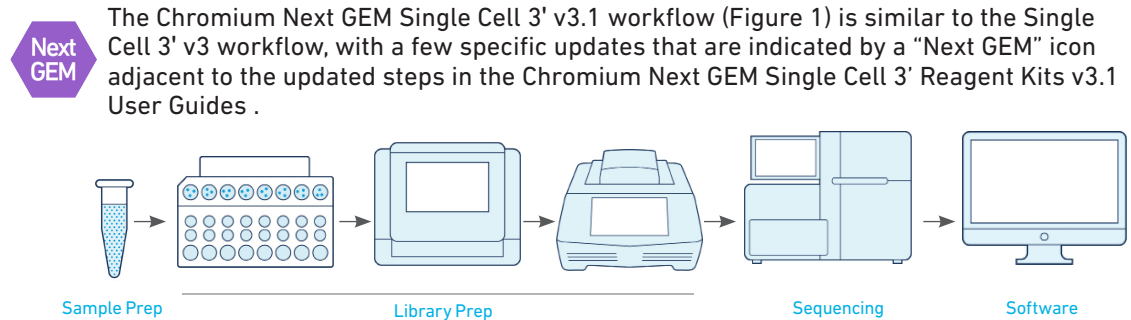 Next
GEM
The Chromium Next GEM Single Cell 3' v3.1 workflow (Figure 1) is similar to the Single
Cell 3' v3 workflow, with a few specific updates that are indicated by a “Next GEM” icon
adjacent to the updated steps in the Chromium Next GEM Single Cell 3’ Reagent Kits v3.1
User Guides .
Sample Prep
Library Prep
Sequencing
Software